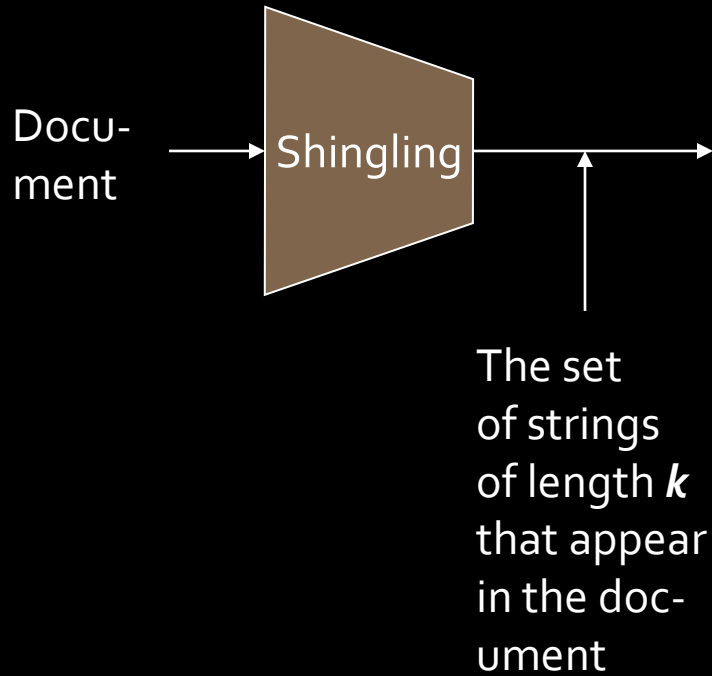 Docu-
ment
Shingling
The set
of strings
of length k
that appear
in the doc-
ument